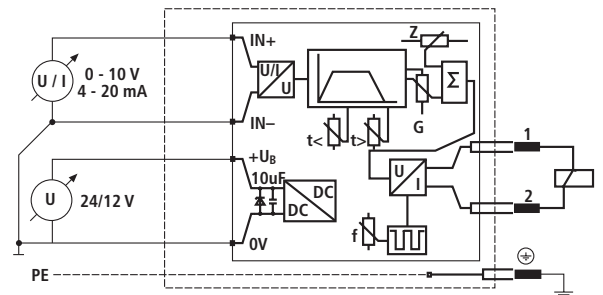 Z
IN+
U / I
0 - 10 V
4 - 20 mA
U/I
U
Σ
G
IN–
t<
t>
1
+UB
10uF
U
24/12 V
DC
DC
U
I
2
f
0V
PE